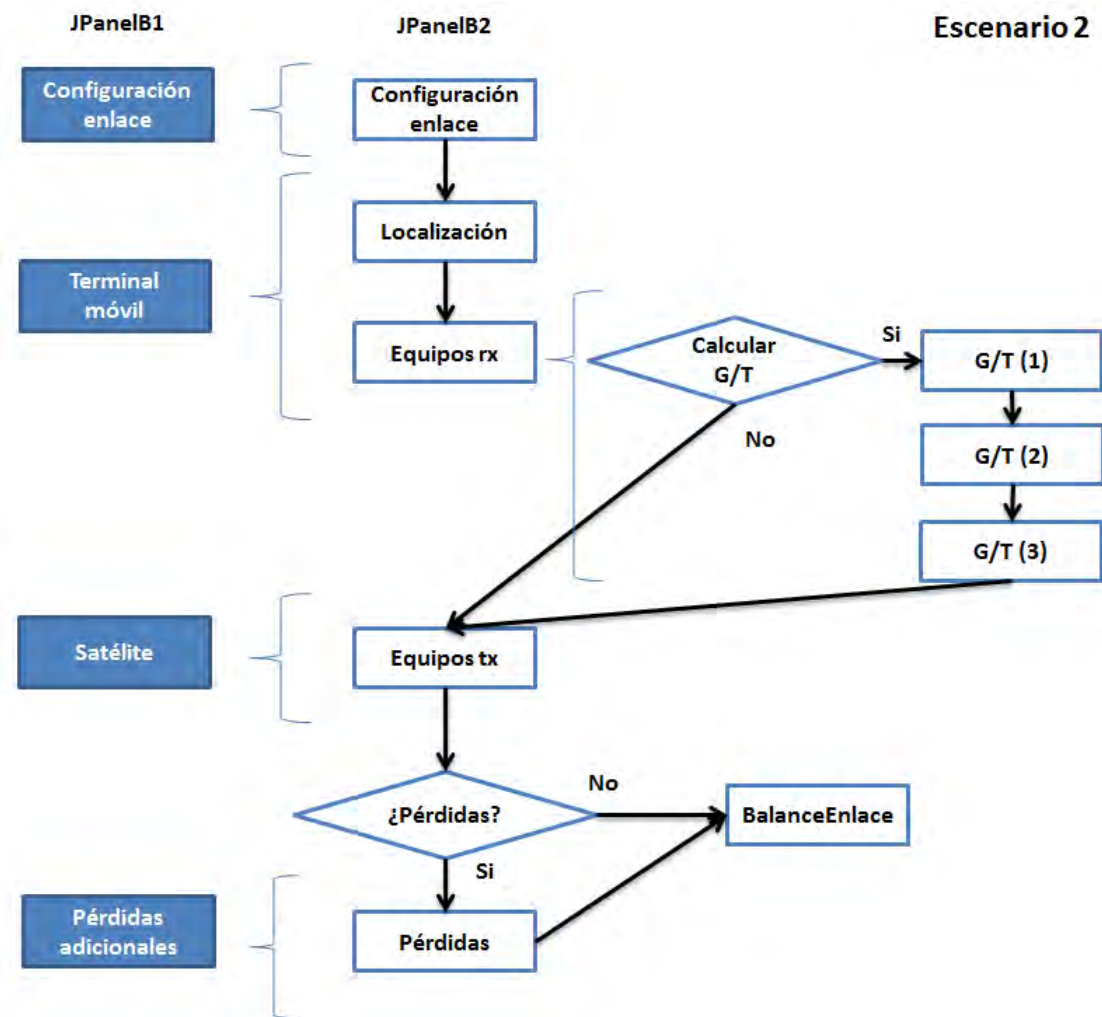 JPanelB1
JPanelB2
Escenario 2
Configuración
enlace
Configuración
enlace
Localización
Terminal
móvil
Equipos rx
Calcular
G/T
Si
G/T (1)
No
G/T (2)
G/T (3)
Satélite
Equipos tx
No
¿Pérdidas?
BalanceEnlace
Si
Pérdidas
adicionales
Pérdidas